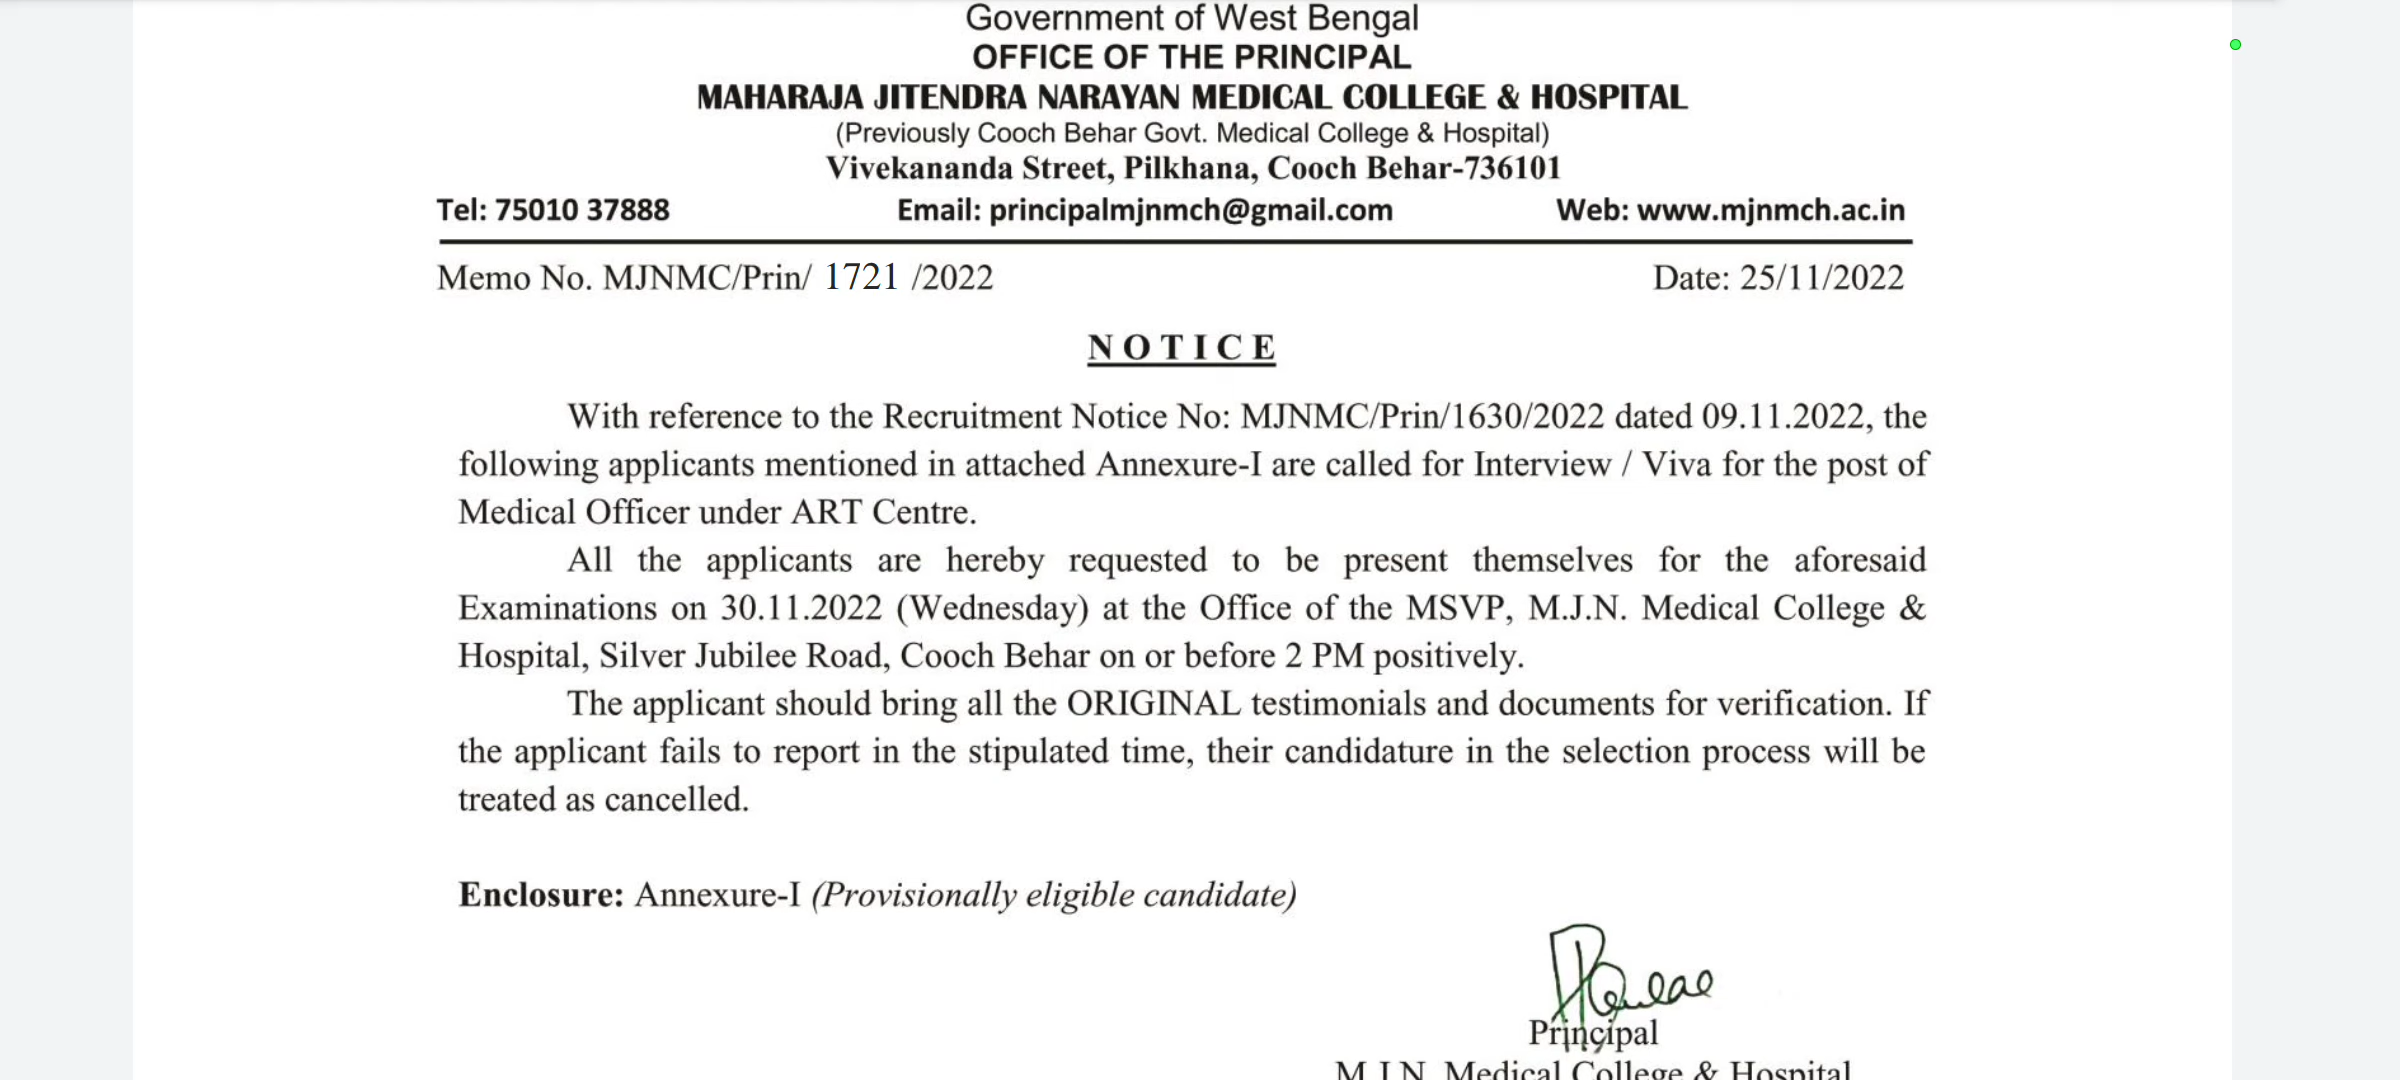 Government of West Bengal
OFFICE OF THE PRINCIPAL
MAHARAJA JITENDRA NARAYAN MEDICAL COLLEGE & HOSPITAL
(Previously Cooch Behar Govt. Medical College & Hospital)
Vivekananda Street, Pilkhana, Cooch Behar-736101
Tel: 75010 37888 Email: principalmjnmch@gmail.com Web: www.mjnmch.ac.in
Memo No. MJNMC/Prin/ 1721 /2022 Date: 25/11/2022
NOTICE
With reference to the Recruitment Notice No: MJNMC/Prin/1630/2022 dated 09.11.2022, the
following applicants mentioned in attached Annexure-I are called for Interview / Viva for the post of
Medical Officer under ART Centre.
All the applicants are hereby requested to be present themselves for the aforesaid
Examinations on 30.11.2022 (Wednesday) at the Office of the MSVP, M.J.N. Medical College &
Hospital, Silver Jubilee Road, Cooch Behar on or before 2 PM positively.
The applicant should bring all the ORIGINAL testimonials and documents for verification. If
the applicant fails to report in the stipulated time, their candidature in the selection process will be
treated as cancelled.
Enclosure: Annexure-I (Provisionally eligible candidate)
Principal
M.J.N. Medical College & Hospital